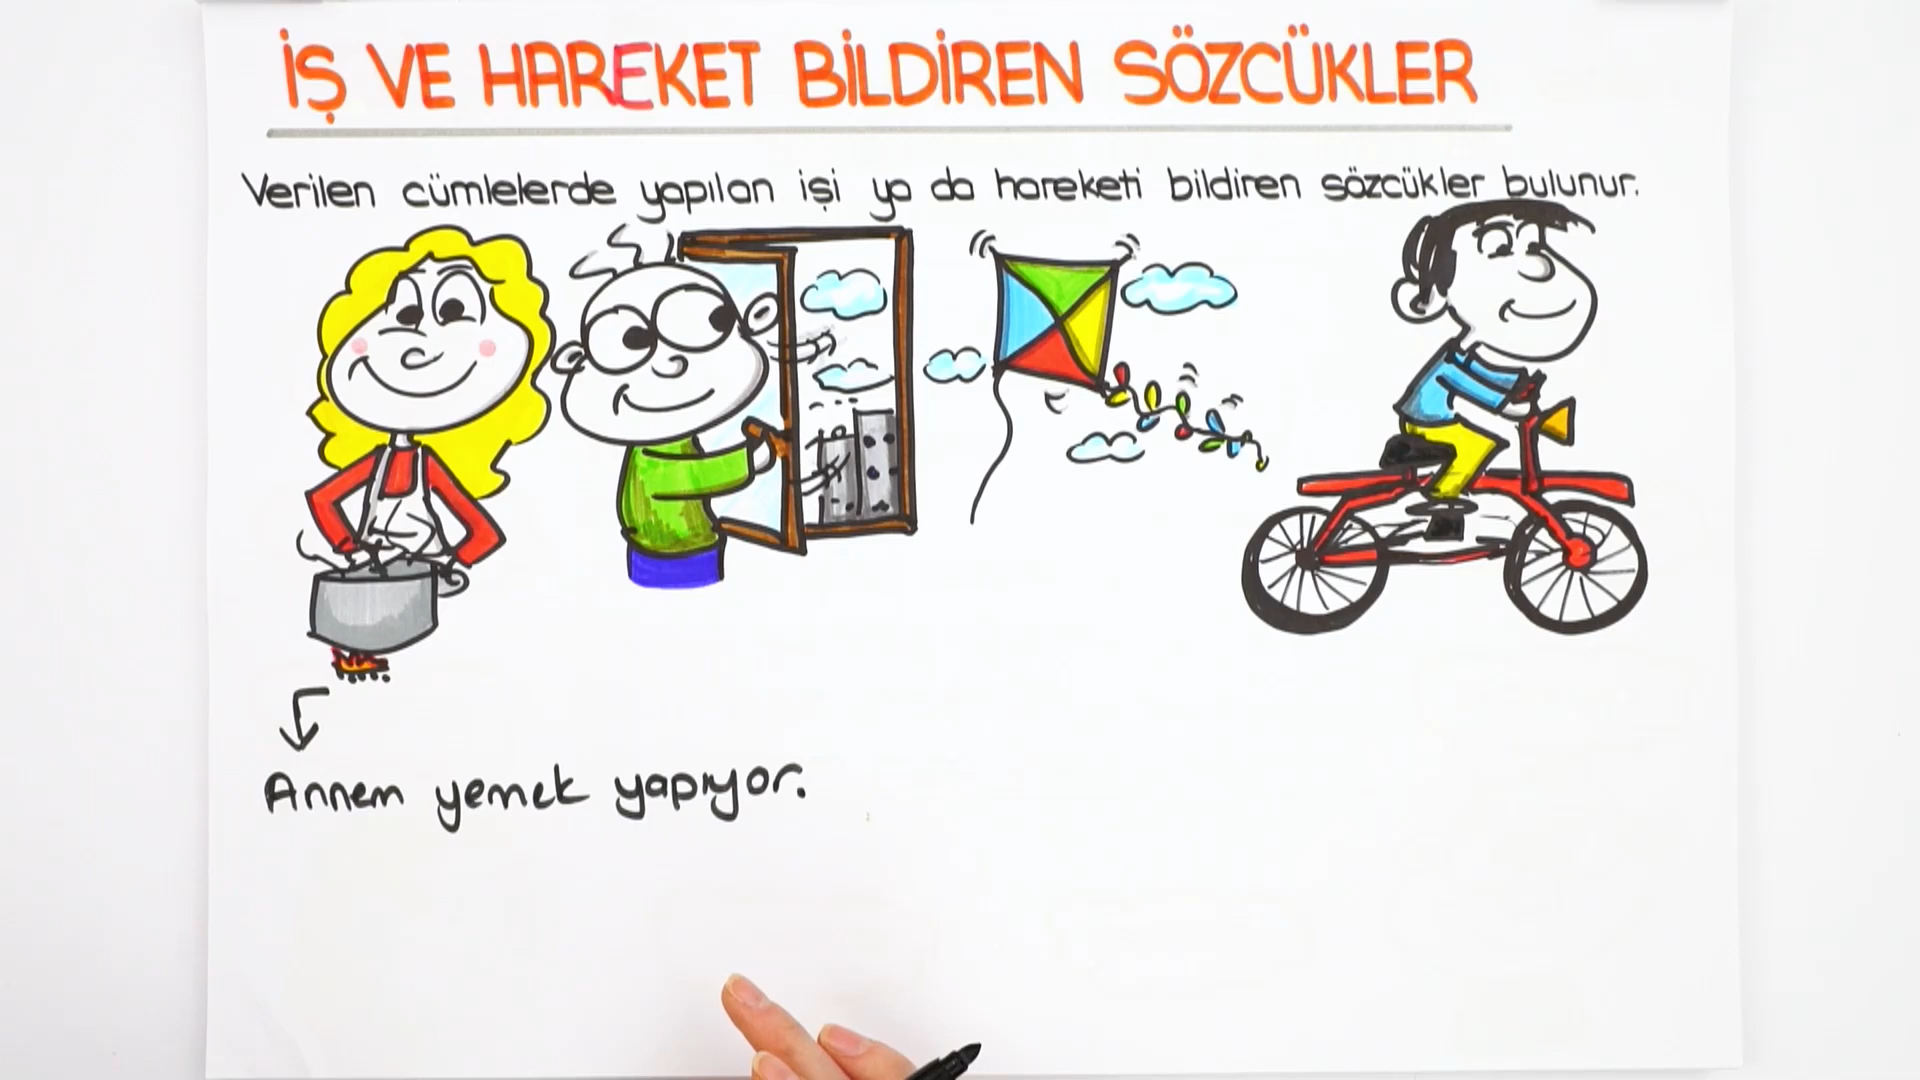 İŞ VE HAREKET BİLDİREN SÖZCÜKLER
Verilen cümlelerde yapılan işi ya da hareketi bildiren sözcükler bulunur.
Annem yemek yapıyor.